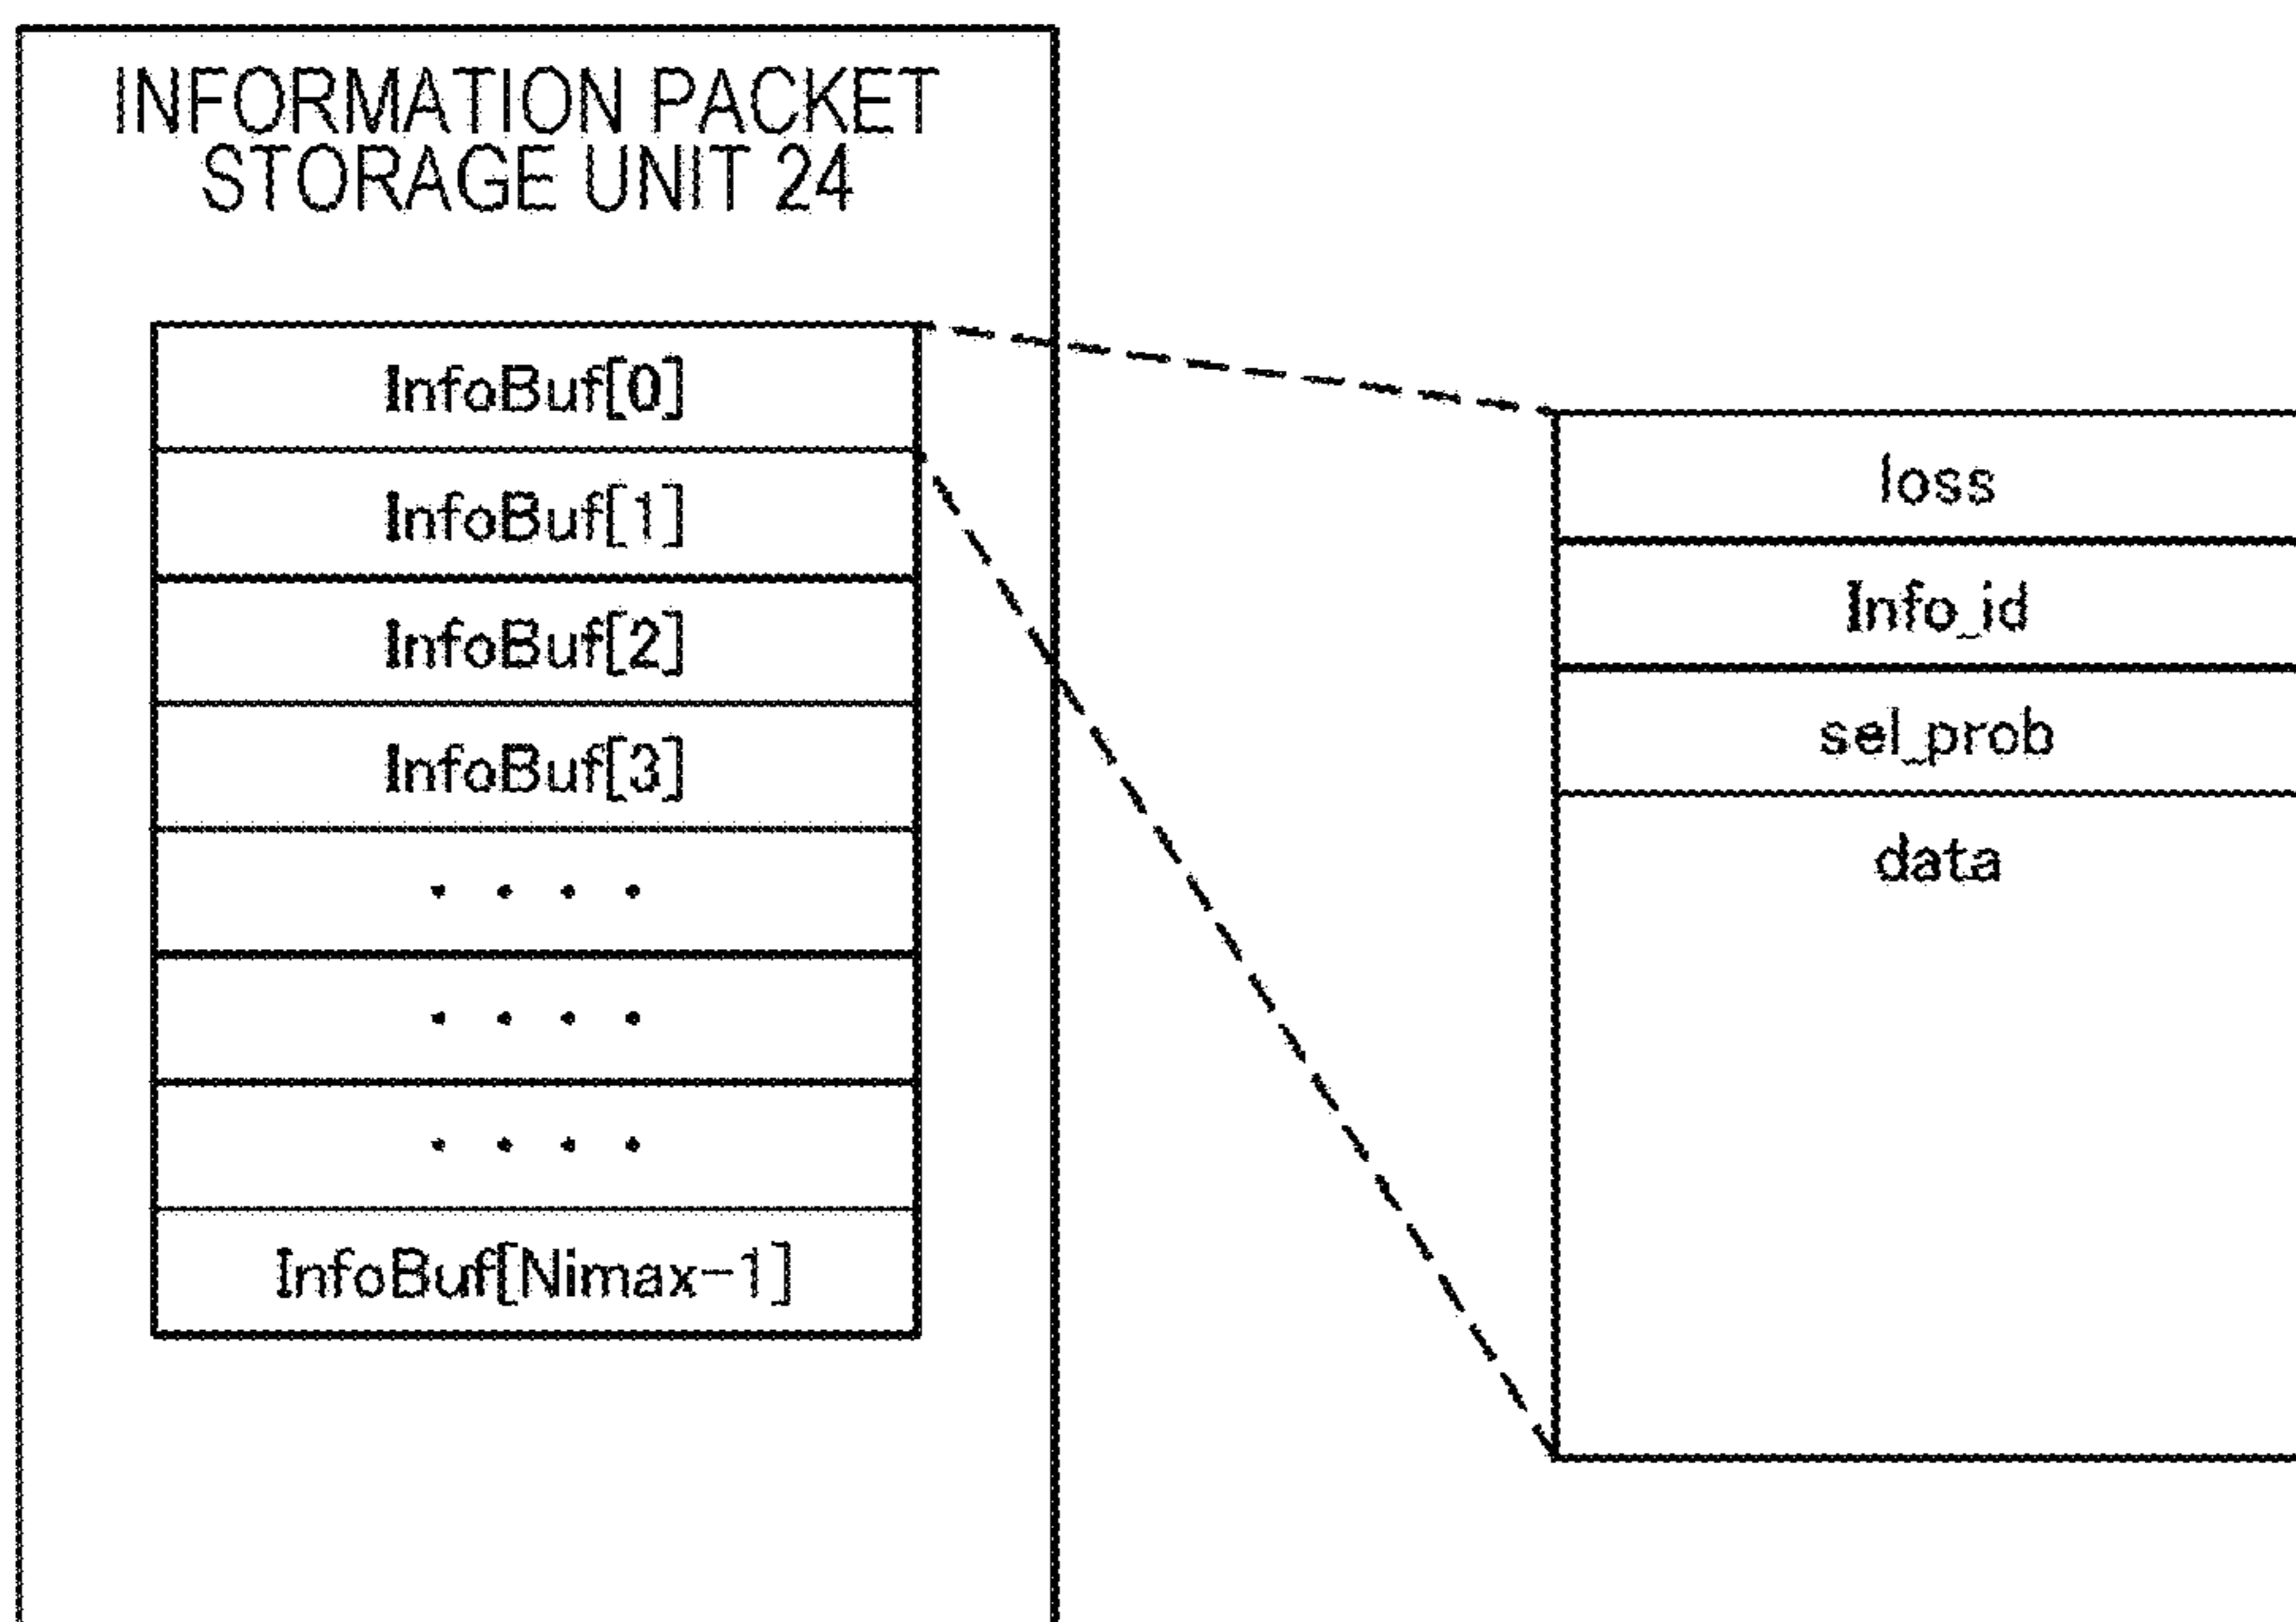 INFORMATION PACKET
STORAGE UNIT 24
InfoBuf[0]
InfoBuf[1]
InfoBuf[2]
InfoBuf[3]
・・・・
・・・・
・・・・
InfoBuf[Nimax-1]
loss
Info_id
sel_prob
data